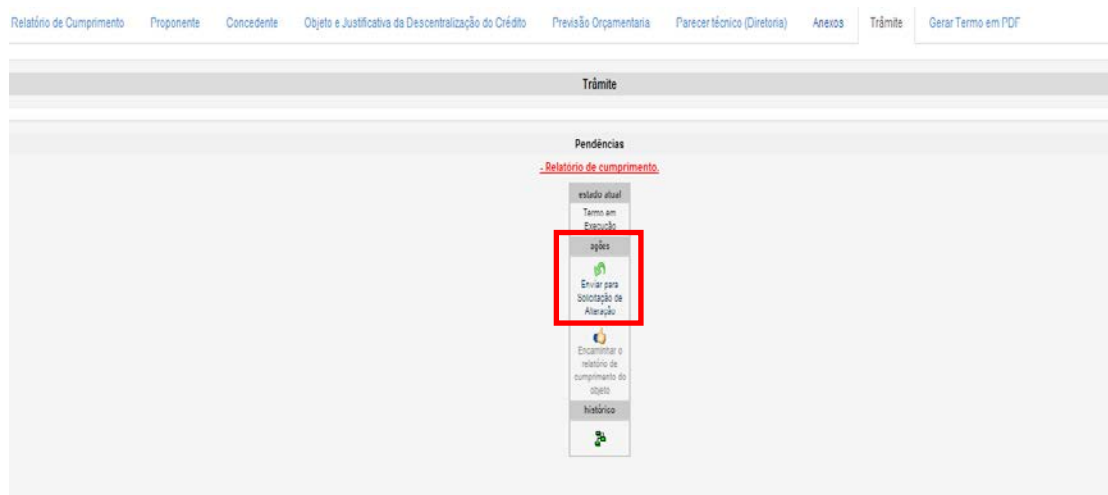 Relatório de Cumprimento Proponente Concedente Objeto e Justificativa da Descentralização do Crédito Previsão Orçamentaria Parecer técnico (Diretoria) Anexos Trâmite Gerar Termo em PDF
Trâmite
Pendências
- Relatório de cumprimento.
estado atual
Termo em
Execução
ações
Enviar para
Solicitação de
Alteração
Encaminhar o
relatório de
cumprimento do
objeto
histórico